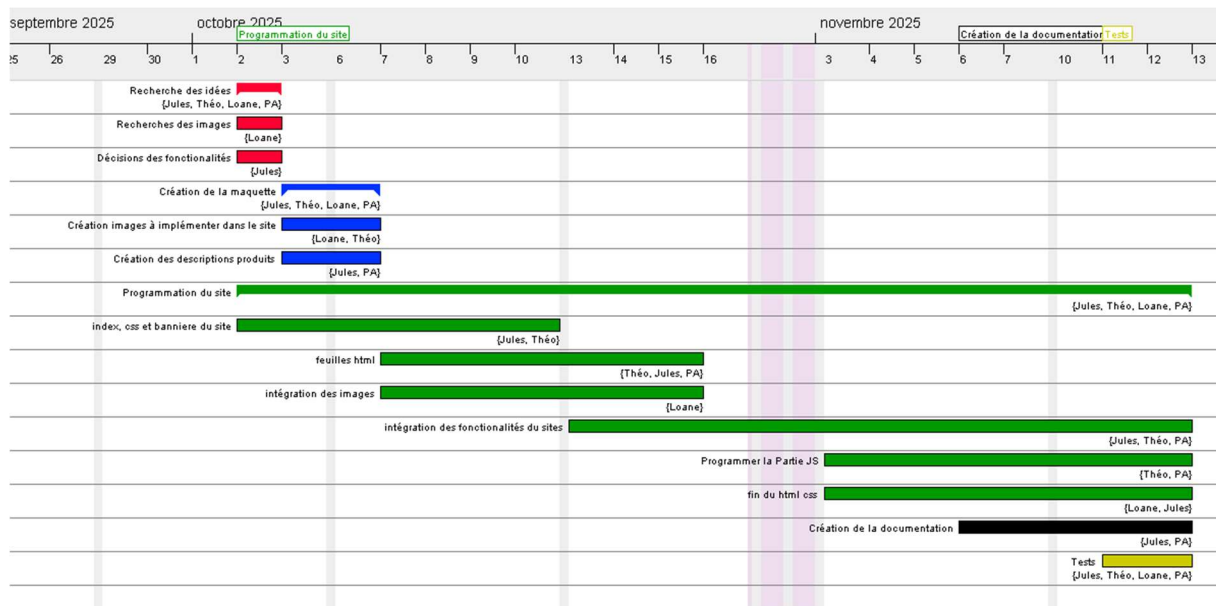 septembre 2025
octobre 2025
novembre 2025
Programmation du site
Création de la documentation
Tests
25 26 29 30 1 2 3 6 7 8 9 10 13 14 15 16 3 4 5 6 7 10 11 12 13
Recherche des idées
{Jules, Théo, Loane, PA}
Recherches des images
{Loane}
Décisions des fonctionalités
{Jules}
Création de la maquette
{Jules, Théo, Loane, PA}
Création images à implémenter dans le site
{Loane, Théo}
Création des descriptions produits
{Jules, PA}
Programmation du site
{Jules, Théo, Loane, PA}
index, css et banniere du site
{Jules, Théo}
feuilles html
{Théo, Jules, PA}
intégration des images
{Loane}
intégration des fonctionalités du sites
{Jules, Théo, PA}
Programmer la Partie JS
{Théo, PA}
fin du html css
{Loane, Jules}
Création de la documentation
{Jules, PA}
Tests
{Jules, Théo, Loane, PA}